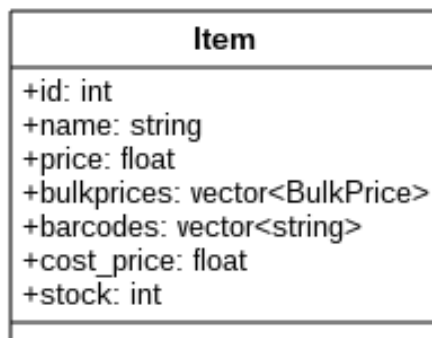 Item
+id: int
+name: string
+price: float
+bulkprices: vector<BulkPrice>
+barcodes: vector<string>
+cost_price: float
+stock: int